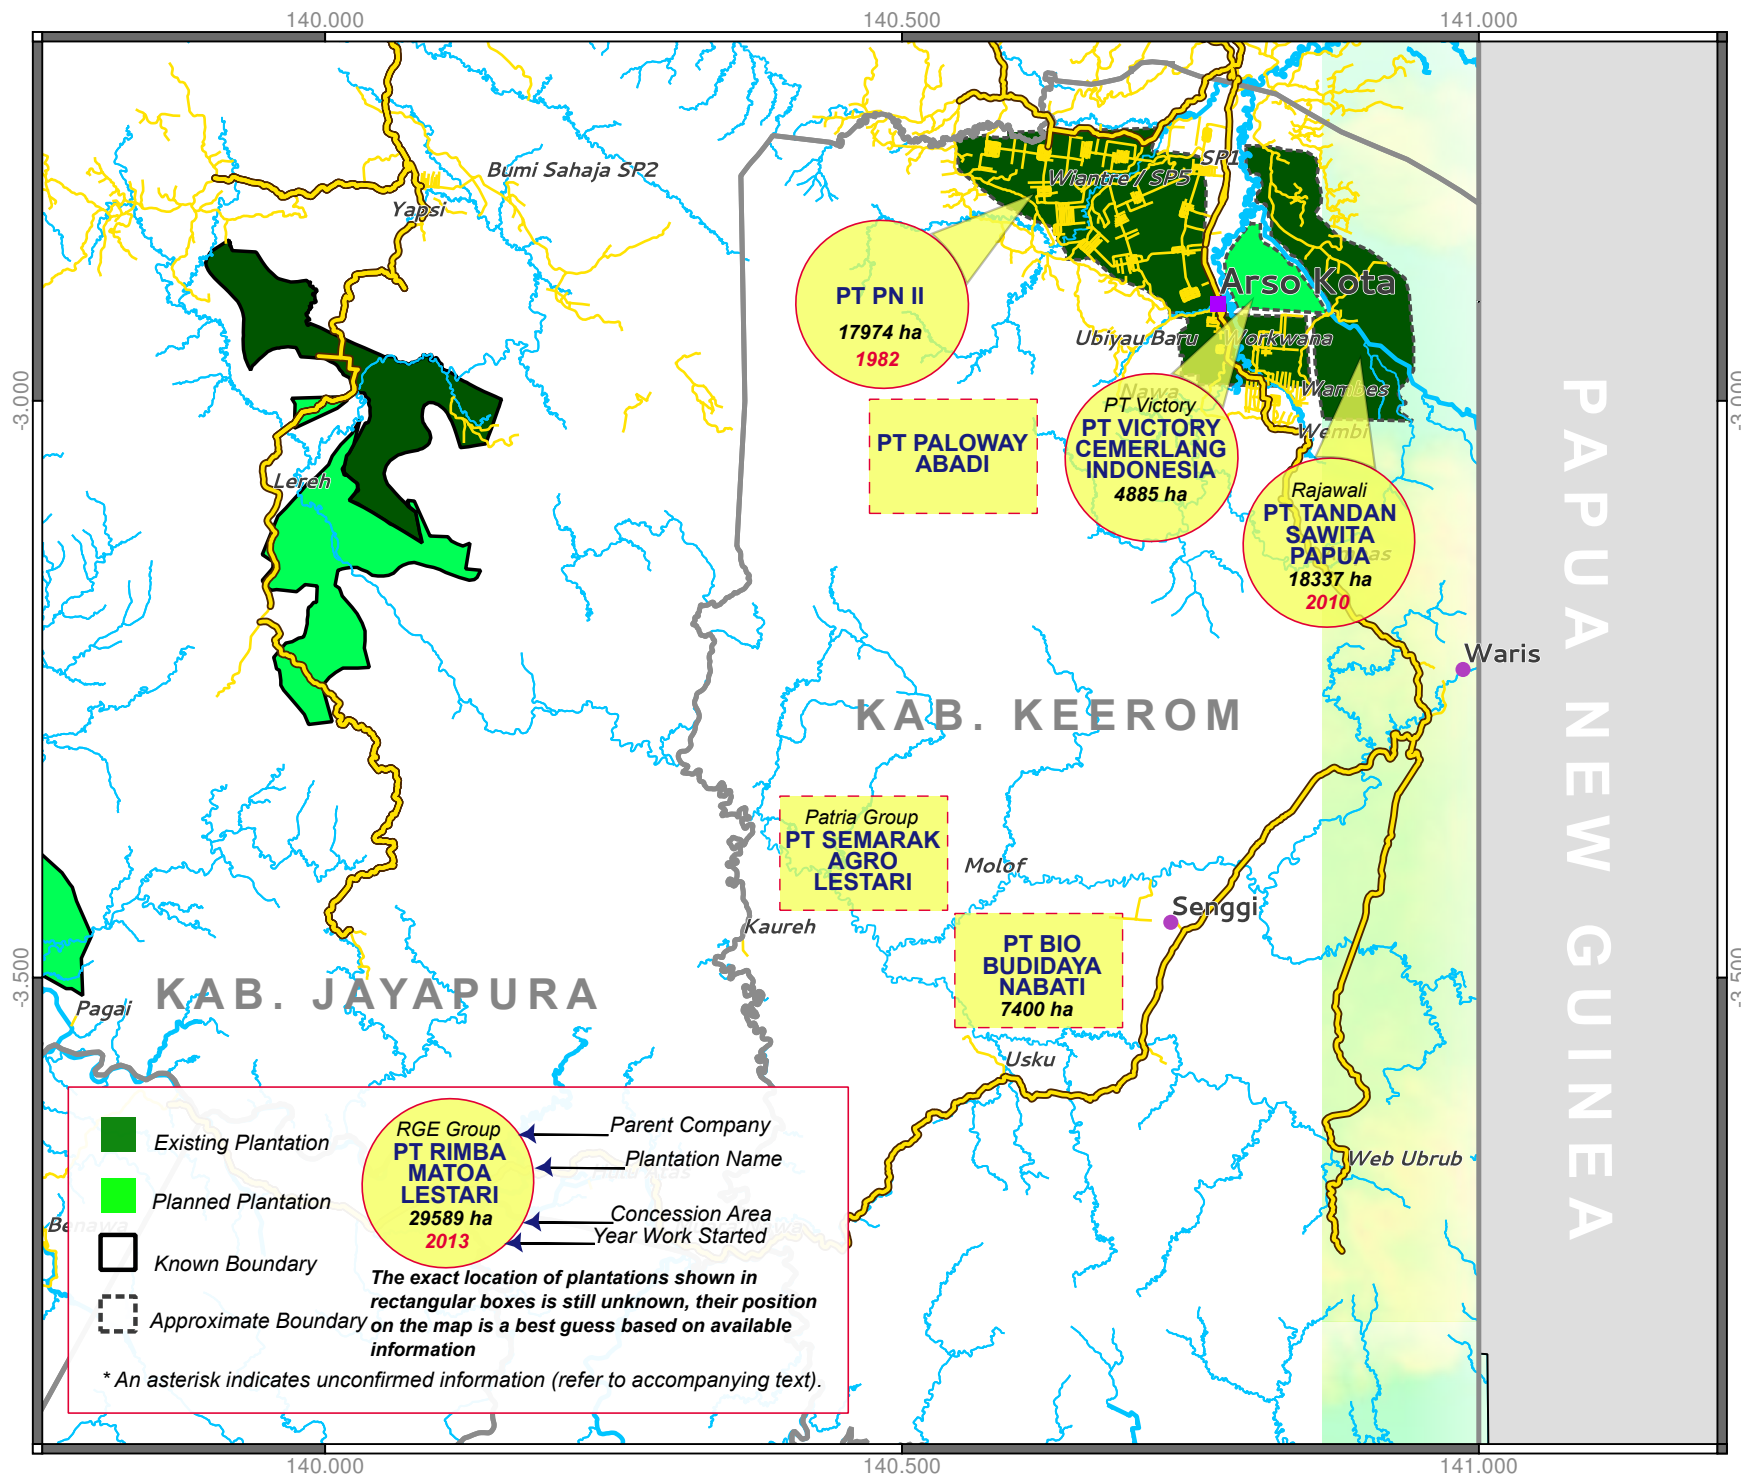 140.000
140.500
141.000
Bumi Sahaja SP2
Yapsi
SP1
Wiantre / SP5
Arso Kota
PT PN II
17974 ha
1982
Ubiyau Baru
Workwana
-3.000
-3.000
Nawa
Wambes
PT Victory
PT VICTORY
CEMERLANG
INDONESIA
4885 ha
PT PALOWAY
ABADI
Wembi
Lereh
Rajawali
PT TANDAN
SAWITA
PAPUA
18337 ha
2010
PAPUA NEW GUINEA
Waris
KAB. KEEROM
Patria Group
PT SEMARAK
AGRO
LESTARI
Molof
Senggi
Kaureh
PT BIO
BUDIDAYA
NABATI
7400 ha
-3.500
-3.500
KAB. JAYAPURA
Pagai
Usku
Web Ubrub
Benawa
Existing Plantation
Planned Plantation
Known Boundary
Approximate Boundary
RGE Group
PT RIMBA
MATOA
LESTARI
29589 ha
2013
Parent Company
Plantation Name
Concession Area
Year Work Started
The exact location of plantations shown in
rectangular boxes is still unknown, their position
on the map is a best guess based on available
information
* An asterisk indicates unconfirmed information (refer to accompanying text).
140.000
140.500
141.000